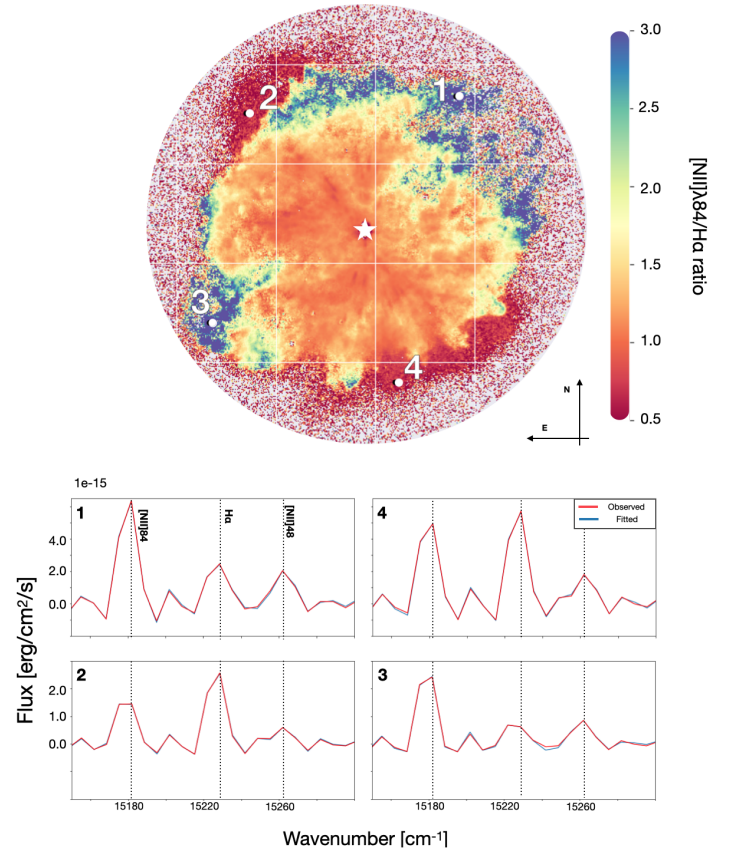 3.0
1
2
2.5
2.0
[NII]λ84/Hα ratio
1.5
3
1.0
4
N
E
0.5
1e-15
1
[NII]84
Hα
[NII]48
4
Observed
Fitted
4.0
2.0
0.0
Flux [erg/cm²/s]
2
3
2.0
1.0
0.0
15180
15220
15260
15180
15220
15260
Wavenumber [cm⁻¹]